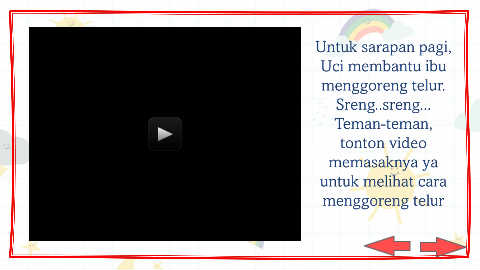 Untuk sarapan pagi,
Uci membantu ibu
menggoreng telur.
Sreng..sreng...
Teman-teman,
tonton video
memasaknya ya
untuk melihat cara
menggoreng telur